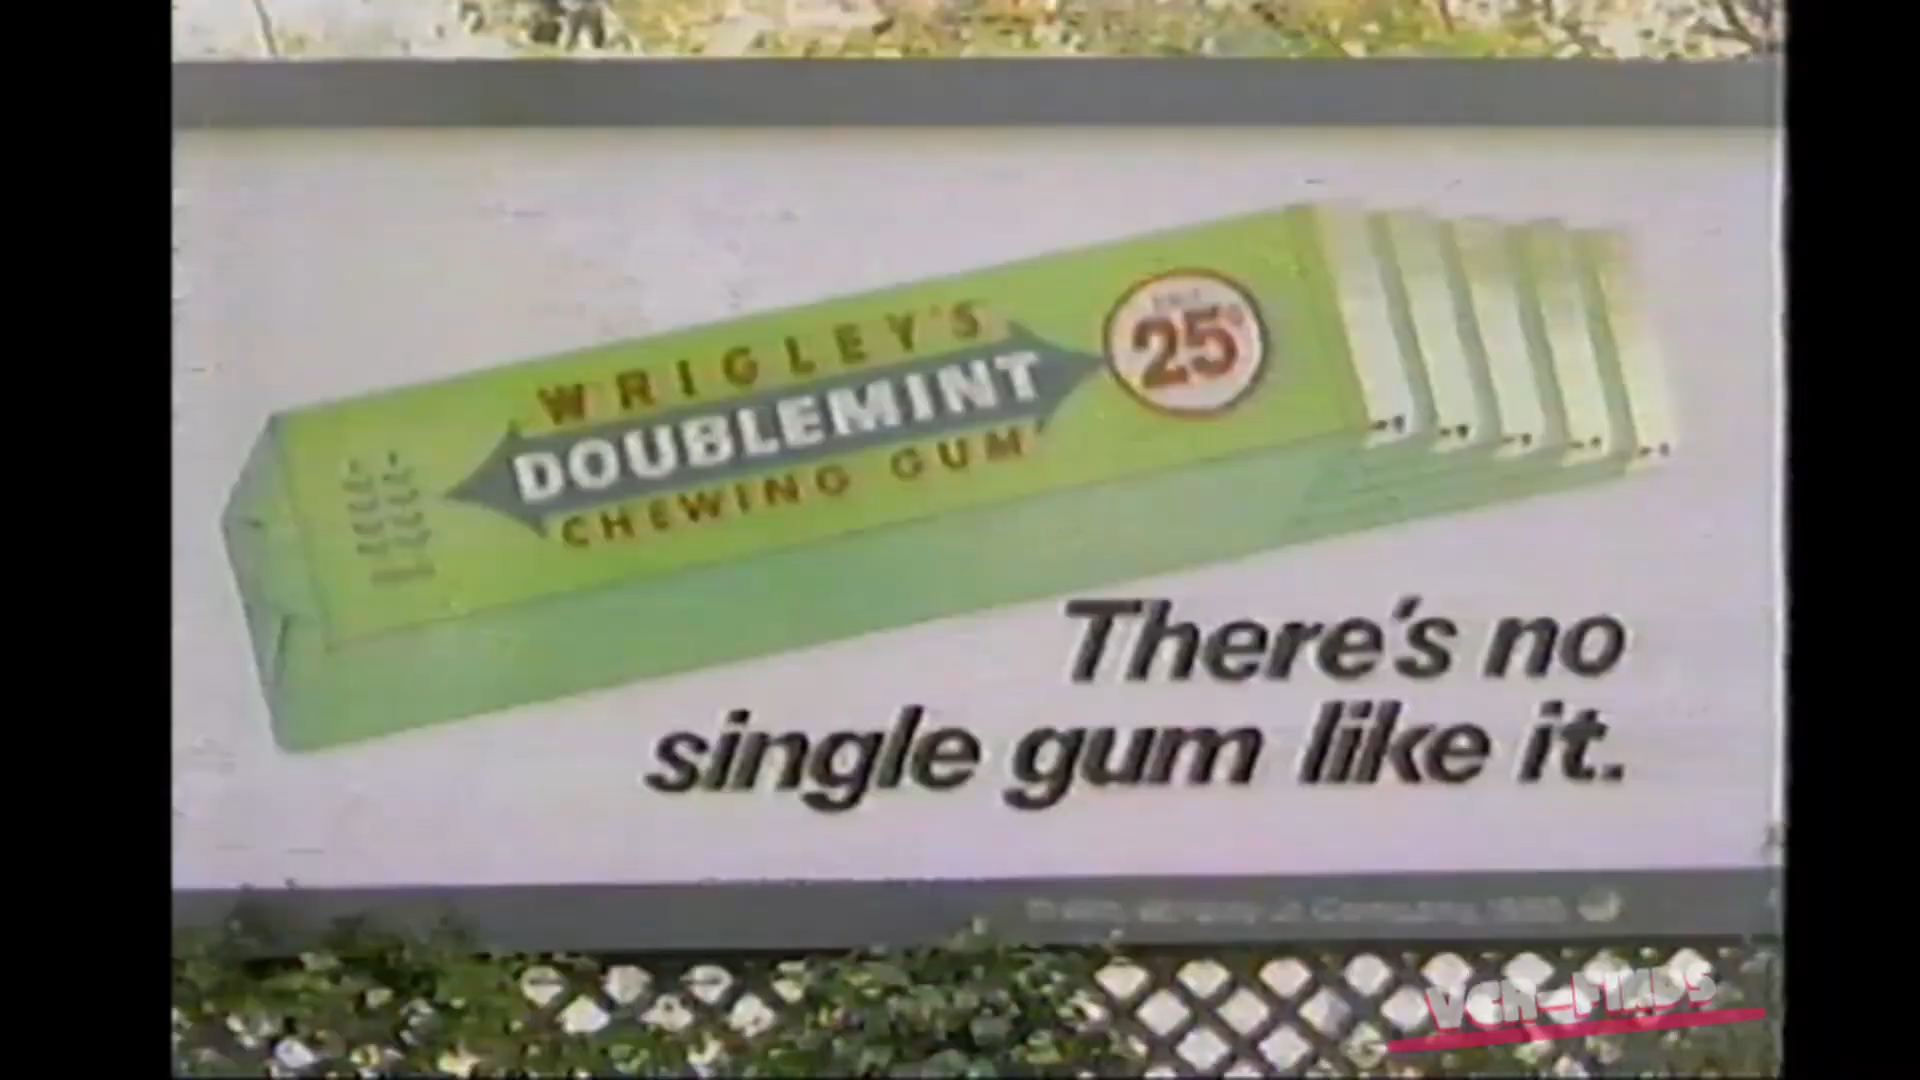 WRIGLEY'S
DOUBLEMINT
CHEWING GUM
25¢
There's no
single gum like it.
VCR-FINDS